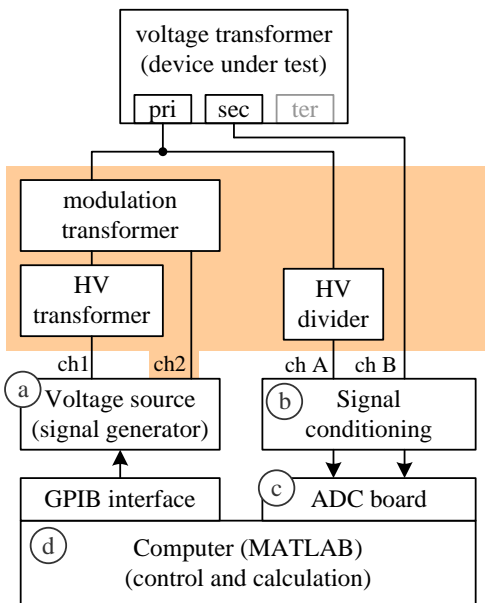 voltage transformer
(device under test)
pri sec ter
modulation
transformer
HV
transformer
HV
divider
ch1 ch2 ch A ch B
a
Voltage source
(signal generator)
b
Signal
conditioning
GPIB interface
c
ADC board
d
Computer (MATLAB)
(control and calculation)